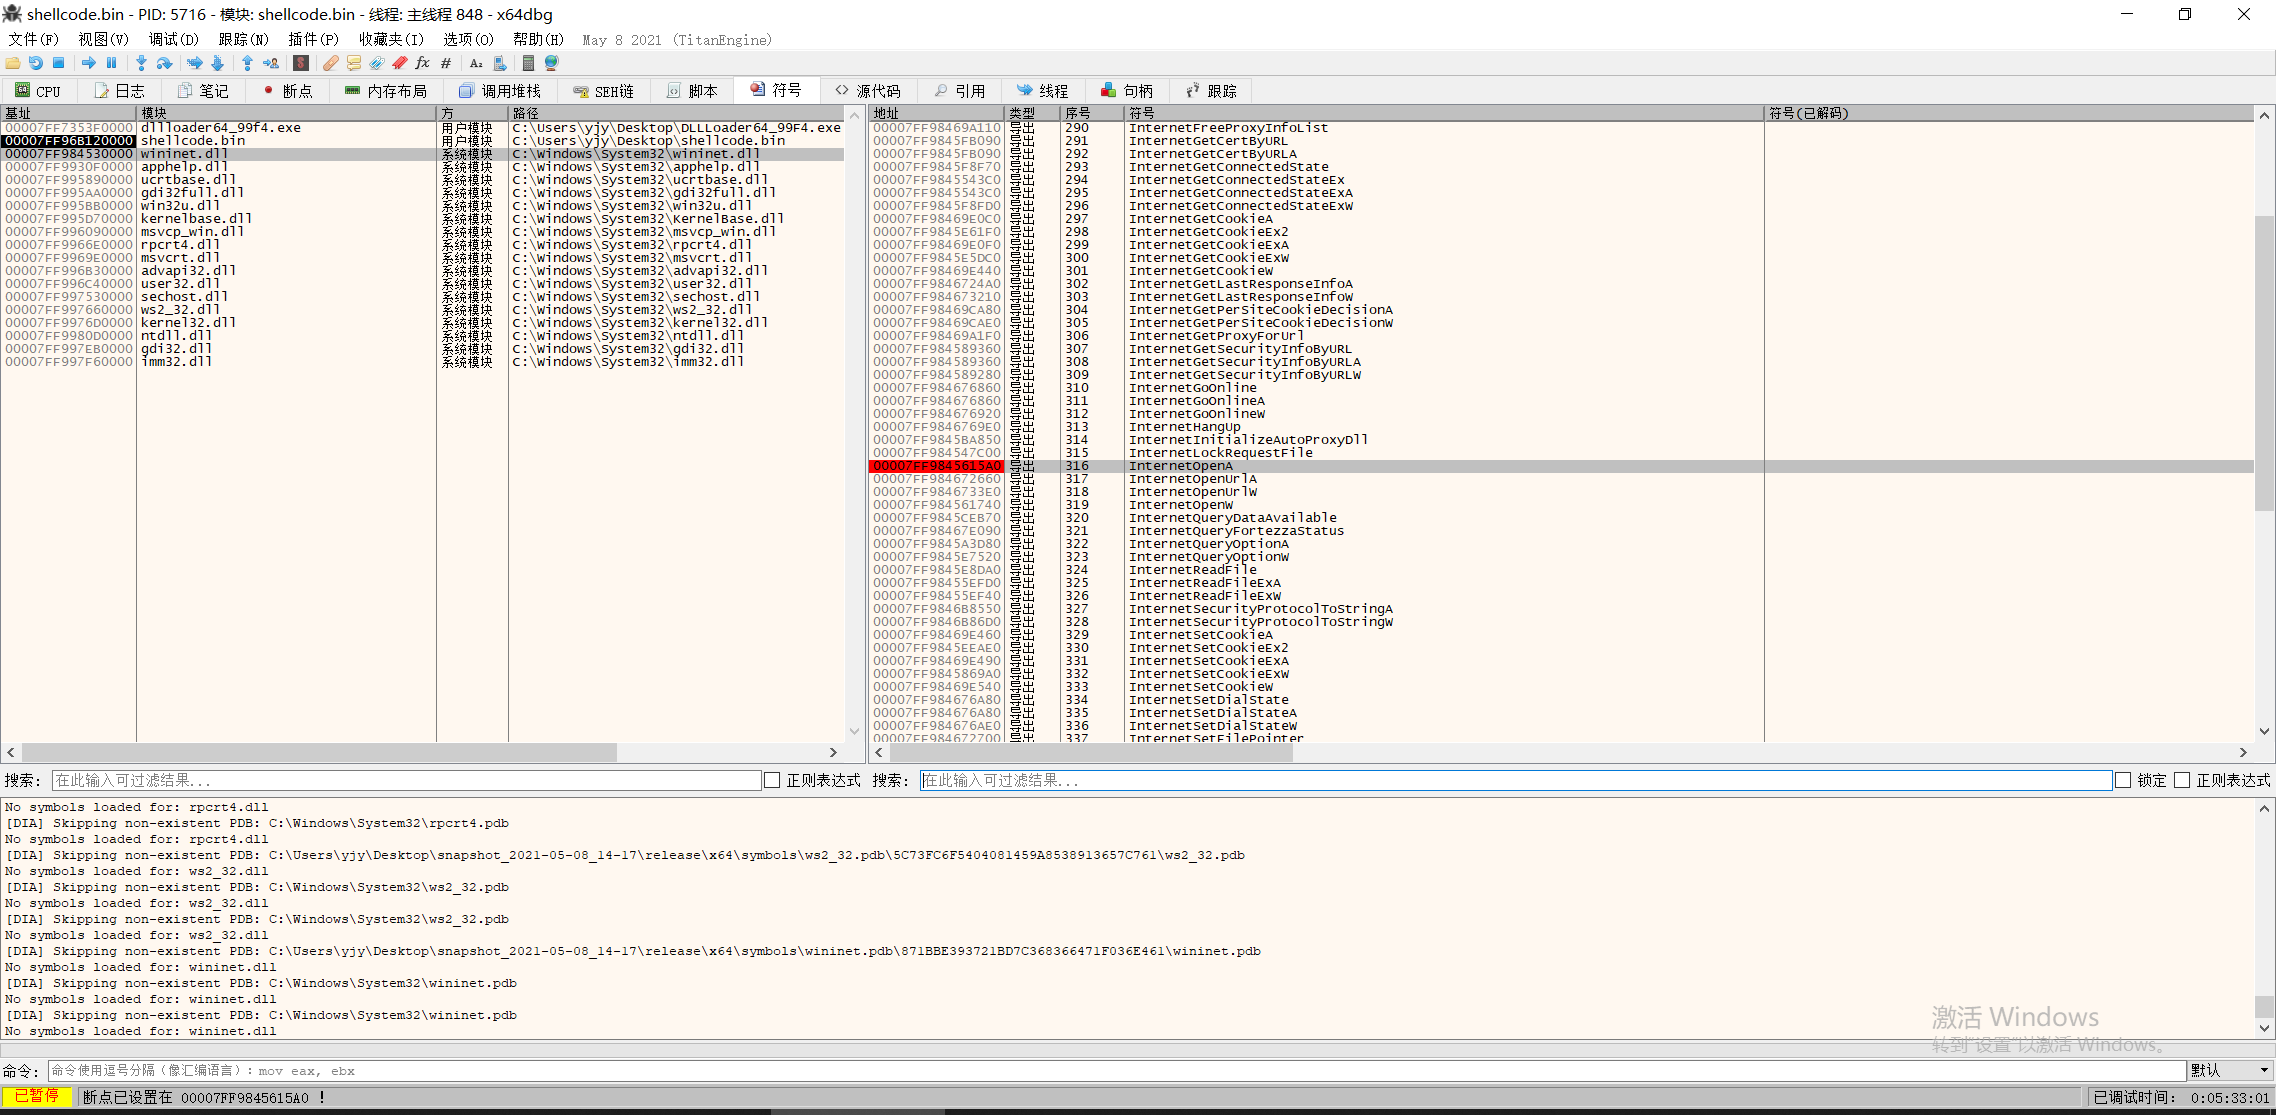 shellcode.bin - PID: 5716 - 模块: shellcode.bin - 线程: 主线程 848 - x64dbg
文件(F) 视图(V) 调试(D) 跟踪(N) 插件(P) 收藏夹(I) 选项(O) 帮助(H) May 8 2021 (TitanEngine)
CPU 日志 笔记 断点 内存布局 调用堆栈 SEH链 脚本 符号 源代码 引用 线程 句柄 跟踪
基址 模块 方 路径
00007FF7353F0000 dllloader64_99f4.exe 用户模块 C:\Users\yjy\Desktop\DLLLoader64_99F4.exe
00007FF96B120000 shellcode.bin 用户模块 C:\Users\yjy\Desktop\shellcode.bin
00007FF984530000 wininet.dll 系统模块 C:\Windows\System32\wininet.dll
00007FF9930F0000 apphelp.dll 系统模块 C:\Windows\System32\apphelp.dll
00007FF995890000 ucrtbase.dll 系统模块 C:\Windows\System32\ucrtbase.dll
00007FF995AA0000 gdi32full.dll 系统模块 C:\Windows\System32\gdi32full.dll
00007FF995BB0000 win32u.dll 系统模块 C:\Windows\System32\win32u.dll
00007FF995D70000 kernelbase.dll 系统模块 C:\Windows\System32\KernelBase.dll
00007FF996090000 msvcp_win.dll 系统模块 C:\Windows\System32\msvcp_win.dll
00007FF9966E0000 rpcrt4.dll 系统模块 C:\Windows\System32\rpcrt4.dll
00007FF9969E0000 msvcrt.dll 系统模块 C:\Windows\System32\msvcrt.dll
00007FF996B30000 advapi32.dll 系统模块 C:\Windows\System32\advapi32.dll
00007FF996C40000 user32.dll 系统模块 C:\Windows\System32\user32.dll
00007FF997530000 sechost.dll 系统模块 C:\Windows\System32\sechost.dll
00007FF997660000 ws2_32.dll 系统模块 C:\Windows\System32\ws2_32.dll
00007FF9976D0000 kernel32.dll 系统模块 C:\Windows\System32\kernel32.dll
00007FF9980D0000 ntdll.dll 系统模块 C:\Windows\System32\ntdll.dll
00007FF997EB0000 gdi32.dll 系统模块 C:\Windows\System32\gdi32.dll
00007FF997F60000 imm32.dll 系统模块 C:\Windows\System32\imm32.dll
地址 类型 序号 符号 符号(已解码)
00007FF98469A110 导出 290 InternetFreeProxyInfoList
00007FF9845FB090 导出 291 InternetGetCertByURL
00007FF9845FB090 导出 292 InternetGetCertByURLA
00007FF9845F8F70 导出 293 InternetGetConnectedState
00007FF9845543C0 导出 294 InternetGetConnectedStateEx
00007FF9845543C0 导出 295 InternetGetConnectedStateExA
00007FF9845F8FD0 导出 296 InternetGetConnectedStateExW
00007FF98469E0C0 导出 297 InternetGetCookieA
00007FF9845E61F0 导出 298 InternetGetCookieEx2
00007FF98469E0F0 导出 299 InternetGetCookieExA
00007FF9845E5DC0 导出 300 InternetGetCookieExW
00007FF98469E440 导出 301 InternetGetCookieW
00007FF9846724A0 导出 302 InternetGetLastResponseInfoA
00007FF984673210 导出 303 InternetGetLastResponseInfoW
00007FF98469CA80 导出 304 InternetGetPerSiteCookieDecisionA
00007FF98469CAE0 导出 305 InternetGetPerSiteCookieDecisionW
00007FF98469A1F0 导出 306 InternetGetProxyForUrl
00007FF984589360 导出 307 InternetGetSecurityInfoByURL
00007FF984589360 导出 308 InternetGetSecurityInfoByURLA
00007FF984589280 导出 309 InternetGetSecurityInfoByURLW
00007FF984676860 导出 310 InternetGoOnline
00007FF984676860 导出 311 InternetGoOnlineA
00007FF984676920 导出 312 InternetGoOnlineW
00007FF9846769E0 导出 313 InternetHangUp
00007FF9845BA850 导出 314 InternetInitializeAutoProxyDll
00007FF984547C00 导出 315 InternetLockRequestFile
00007FF9845615A0 导出 316 InternetOpenA
00007FF984672660 导出 317 InternetOpenUrlA
00007FF9846733E0 导出 318 InternetOpenUrlW
00007FF984561740 导出 319 InternetOpenW
00007FF9845CEB70 导出 320 InternetQueryDataAvailable
00007FF98467E090 导出 321 InternetQueryFortezzaStatus
00007FF9845A3D80 导出 322 InternetQueryOptionA
00007FF9845E7520 导出 323 InternetQueryOptionW
00007FF9845E8DA0 导出 324 InternetReadFile
00007FF98455EFD0 导出 325 InternetReadFileExA
00007FF98455EF40 导出 326 InternetReadFileExW
00007FF9846B8550 导出 327 InternetSecurityProtocolToStringA
00007FF9846B86D0 导出 328 InternetSecurityProtocolToStringW
00007FF98469E460 导出 329 InternetSetCookieA
00007FF9845EEAE0 导出 330 InternetSetCookieEx2
00007FF98469E490 导出 331 InternetSetCookieExA
00007FF9845869A0 导出 332 InternetSetCookieExW
00007FF98469E540 导出 333 InternetSetCookieW
00007FF984676A80 导出 334 InternetSetDialState
00007FF984676A80 导出 335 InternetSetDialStateA
00007FF984676AE0 导出 336 InternetSetDialStateW
00007FF984672700 导出 337 InternetSetFilePointer
搜索: 在此输入可过滤结果... 正则表达式 搜索: 在此输入可过滤结果... 锁定 正则表达式
No symbols loaded for: rpcrt4.dll
[DIA] Skipping non-existent PDB: C:\Windows\System32\rpcrt4.pdb
No symbols loaded for: rpcrt4.dll
[DIA] Skipping non-existent PDB: C:\Users\yjy\Desktop\snapshot_2021-05-08_14-17\release\x64\symbols\ws2_32.pdb\5C73FC6F5404081459A8538913657C761\ws2_32.pdb
No symbols loaded for: ws2_32.dll
[DIA] Skipping non-existent PDB: C:\Windows\System32\ws2_32.pdb
No symbols loaded for: ws2_32.dll
[DIA] Skipping non-existent PDB: C:\Windows\System32\ws2_32.pdb
No symbols loaded for: ws2_32.dll
[DIA] Skipping non-existent PDB: C:\Users\yjy\Desktop\snapshot_2021-05-08_14-17\release\x64\symbols\wininet.pdb\871BBE393721BD7C368366471F036E461\wininet.pdb
No symbols loaded for: wininet.dll
[DIA] Skipping non-existent PDB: C:\Windows\System32\wininet.pdb
No symbols loaded for: wininet.dll
[DIA] Skipping non-existent PDB: C:\Windows\System32\wininet.pdb
No symbols loaded for: wininet.dll
激活 Windows
转到"设置"以激活 Windows。
命令: 命令使用逗号分隔(像汇编语言): mov eax, ebx 默认
已暂停 断点已设置在 00007FF9845615A0 ! 已调试时间: 0:05:33:01